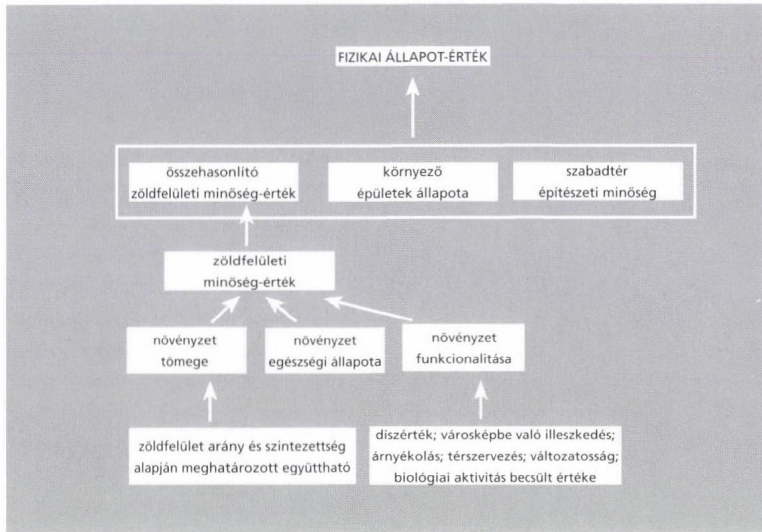 FIZIKAI ÁLLAPOT-ÉRTÉK
összehasonlító
zöldfelületi minőség-érték
környező
épületek állapota
szabadtér
építészeti minőség
zöldfelületi
minőség-érték
növényzet
tömege
növényzet
egészségi állapota
növényzet
funkcionalitása
zöldfelület arány és szintezettség
alapján meghatározott együttható
díszérték; városképbe való illeszkedés;
árnyékolás; térszervezés; változatosság;
biológiai aktivitás becsült értéke